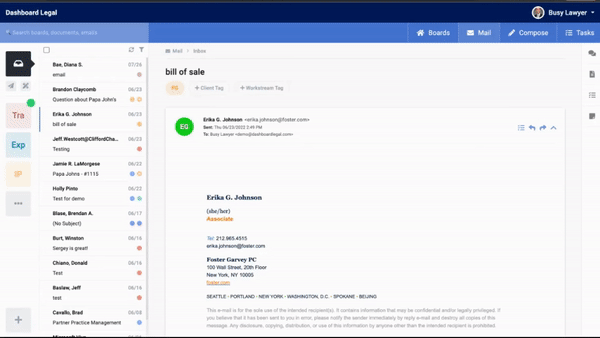 Dashboard Legal
Busy Lawyer
Search boards, documents, emails
Boards
Mail
Compose
Tasks
Tra
Exp
IP
Bae, Diana S. 07/26
email
Brandon Claycomb 06/23
Question about Papa John's
Erika G. Johnson 06/23
bill of sale
Jeff.Westcott@CliffordCha... 06/23
Testing
Jamie R. LaMorgese 06/22
Papa Johns - #1115
Holly Pinto 06/22
Test for demo
Blase, Brendan A. 06/17
(No Subject)
Burt, Winston 06/16
Sergey is great!
Chiano, Donald 06/16
Test
Baslaw, Jeff 06/16
test
Cavallo, Brad 06/08
Partner Practice Management
Mail > Inbox
bill of sale
+ Client Tag
+ Workstream Tag
EG
Erika G. Johnson <erika.johnson@foster.com>
Sent: Thu 06/23/2022 2:49 PM
To: Busy Lawyer <demo@dashboardlegal.com>
Erika G. Johnson
(she/her)
Associate
Tel: 212.965.4515
erika.johnson@foster.com
Foster Garvey PC
100 Wall Street, 20th Floor
New York, NY 10005
foster.com
SEATTLE - PORTLAND - NEW YORK - WASHINGTON, D.C. - SPOKANE - BEIJING
This e-mail is for the sole use of the intended recipient(s). It contains information that may be confidential and/or legally privileged. If
you believe that it has been sent to you in error, please notify the sender immediately by reply e-mail and delete all copies of the
message. Any disclosure, copying, distribution, or use of this information by anyone other than the intended recipient is prohibited.